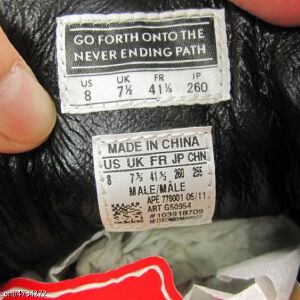 GO FORTH ONTO THE
NEVER ENDING PATH
US UK FR JP
8 7½ 41⅓ 260
MADE IN CHINA
US UK FR JP CHN
8 7½ 41⅓ 260 255
MALE/MÂLE
APE 779001 05/11
ART G50954
#103918709